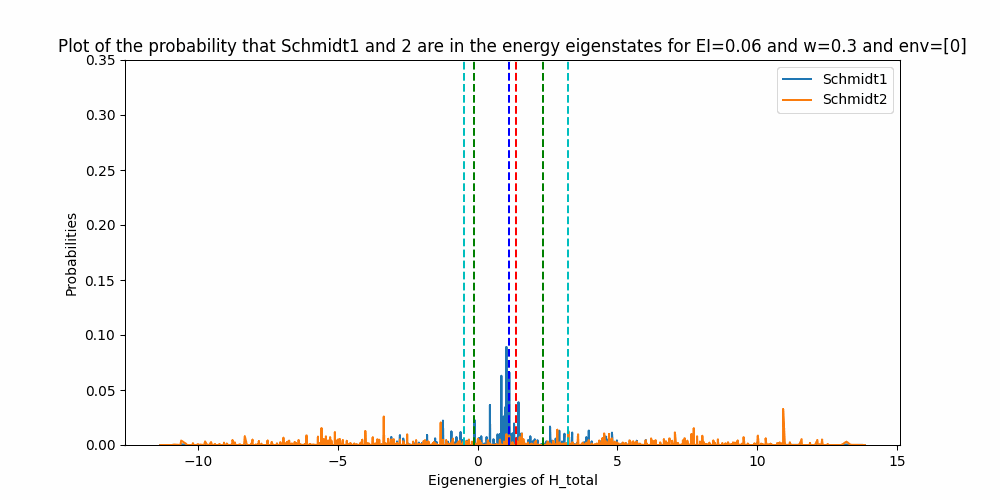 Plot of the probability that Schmidt1 and 2 are in the energy eigenstates for EI=0.06 and w=0.3 and env=[0]
0.35
Schmidt1
Schmidt2
0.30
0.25
0.20
Probabilities
0.15
0.10
0.05
0.00
−10 −5 0 5 10 15
Eigenenergies of H_total